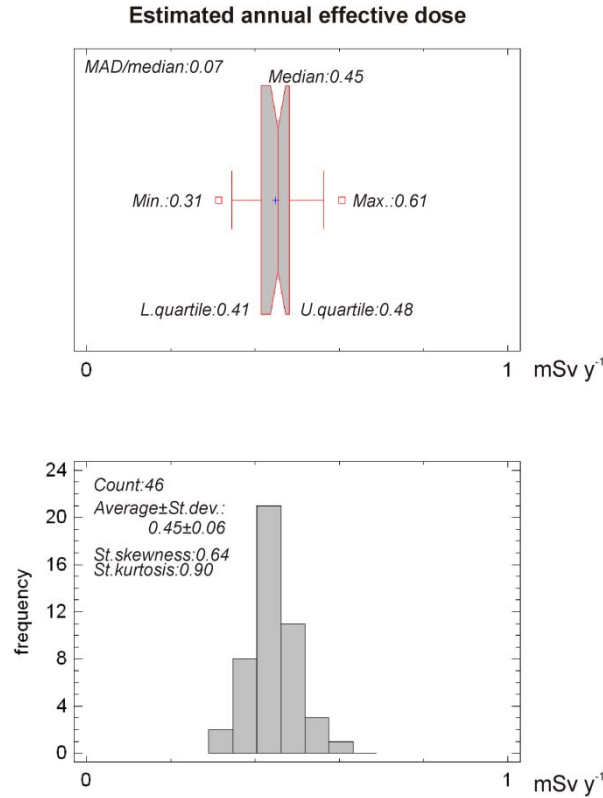 Estimated annual effective dose
MAD/median:0.07
Median:0.45
Min.:0.31
Max.:0.61
L.quartile:0.41
U.quartile:0.48
0
1
mSv y⁻¹
24
20
16
12
8
4
0
frequency
Count:46
Average±St.dev.:
0.45±0.06
St.skewness:0.64
St.kurtosis:0.90
0
1
mSv y⁻¹